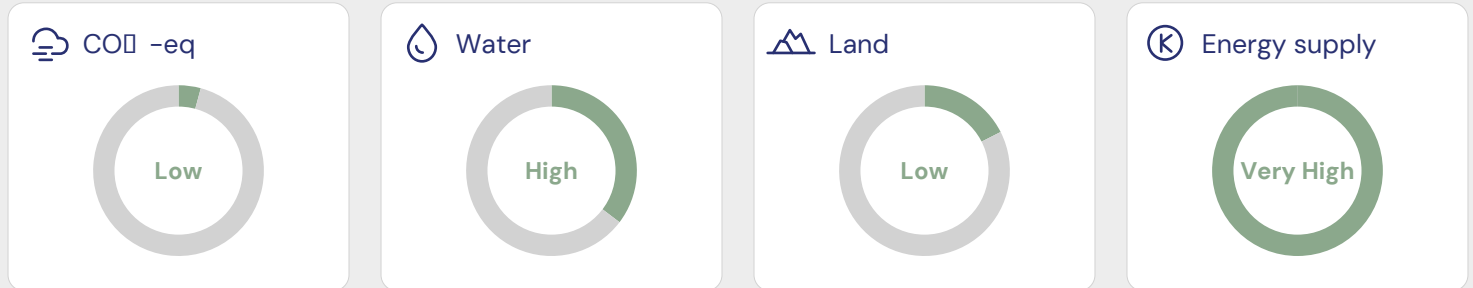 CO▯ -eq
Low
Water
High
Land
Low
Energy supply
Very High